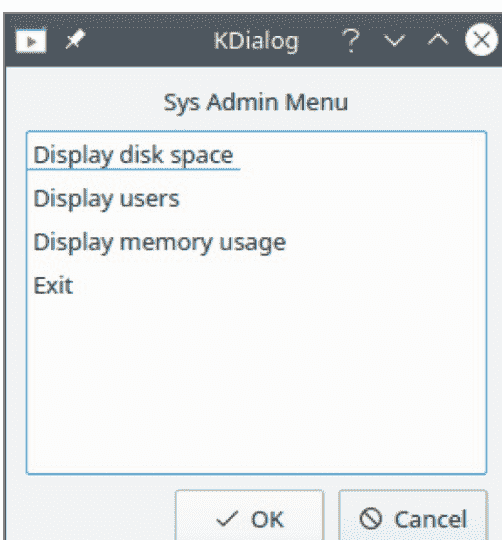 KDialog
Sys Admin Menu
Display disk space
Display users
Display memory usage
Exit
OK
Cancel